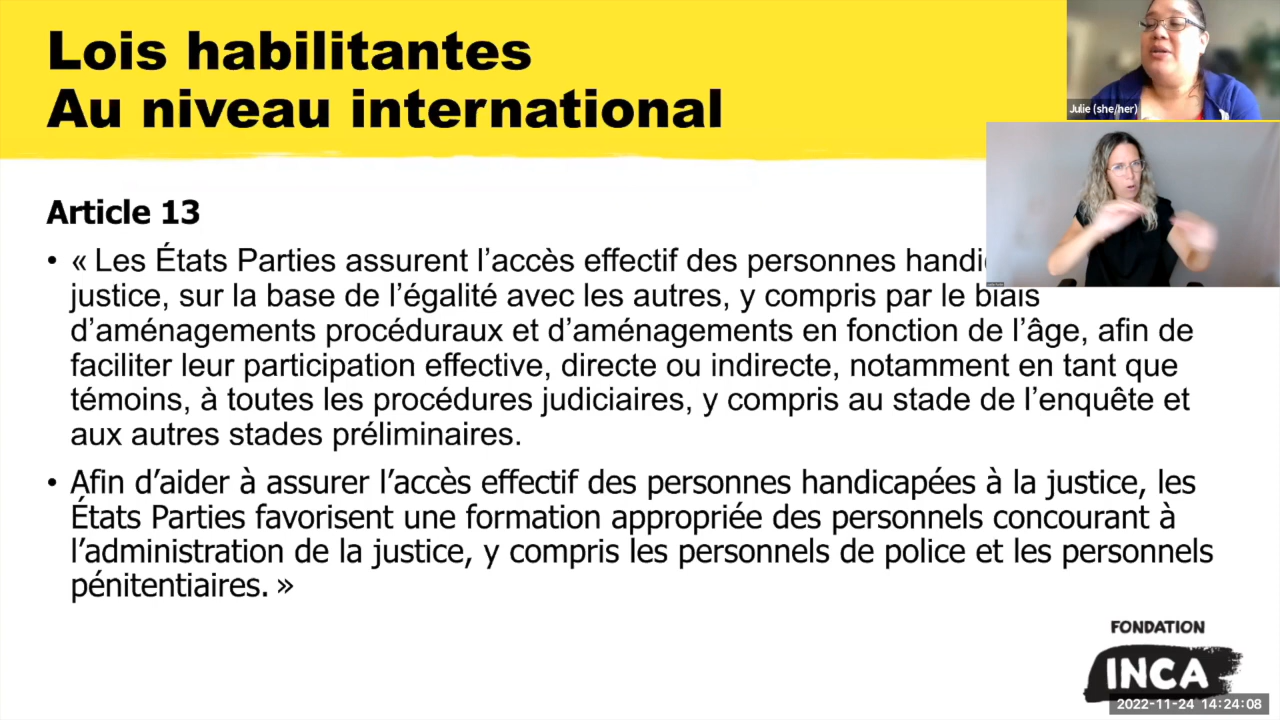 Lois habilitantes
Au niveau international
Julie (she/her)
Article 13
• « Les États Parties assurent l’accès effectif des personnes
justice, sur la base de l’égalité avec les autres, y compris par le biais
d’aménagements procéduraux et d’aménagements en fonction de l’âge, afin de
faciliter leur participation effective, directe ou indirecte, notamment en tant que
témoins, à toutes les procédures judiciaires, y compris au stade de l’enquête et
aux autres stades préliminaires.
• Afin d’aider à assurer l’accès effectif des personnes handicapées à la justice, les
États Parties favorisent une formation appropriée des personnels concourant à
l’administration de la justice, y compris les personnels de police et les personnels
pénitentiaires. »
FONDATION
INCA
2022-11-24 14:24:08